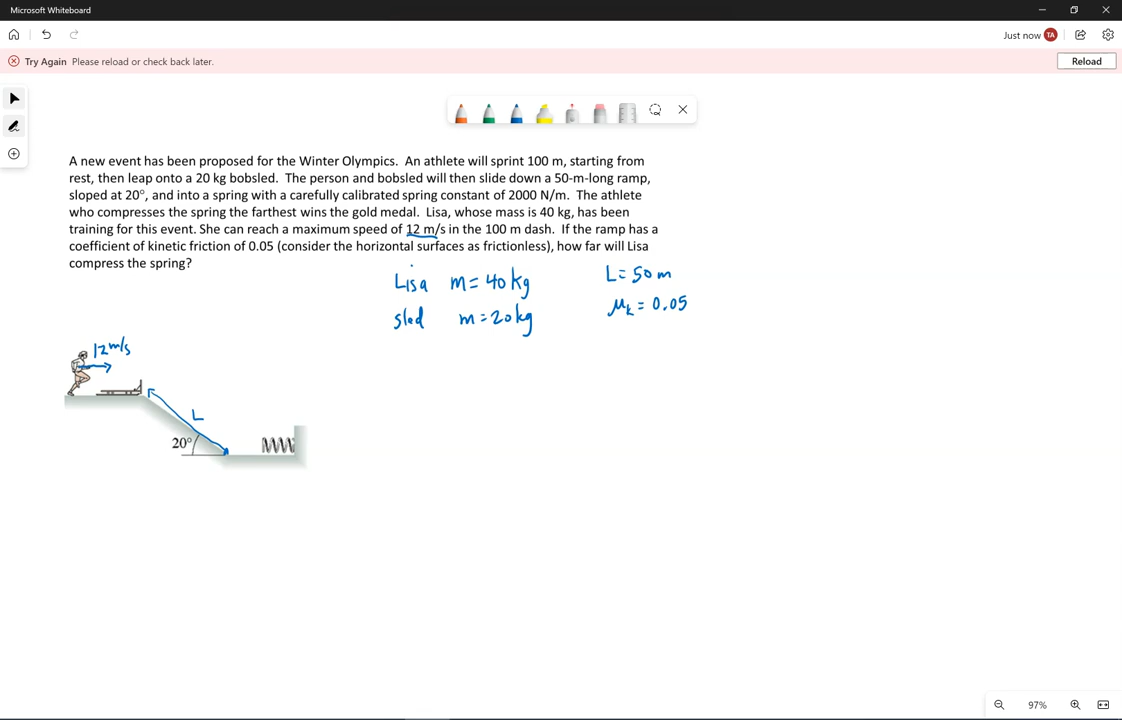 Microsoft Whiteboard
Just now TA
Try Again Please reload or check back later.
Reload
A new event has been proposed for the Winter Olympics. An athlete will sprint 100 m, starting from
rest, then leap onto a 20 kg bobsled. The person and bobsled will then slide down a 50-m-long ramp,
sloped at 20°, and into a spring with a carefully calibrated spring constant of 2000 N/m. The athlete
who compresses the spring the farthest wins the gold medal. Lisa, whose mass is 40 kg, has been
training for this event. She can reach a maximum speed of 12 m/s in the 100 m dash. If the ramp has a
coefficient of kinetic friction of 0.05 (consider the horizontal surfaces as frictionless), how far will Lisa
compress the spring?
Lisa m = 40 kg
L = 50 m
sled m = 20 kg
μk = 0.05
12 m/s
L
20°
97%